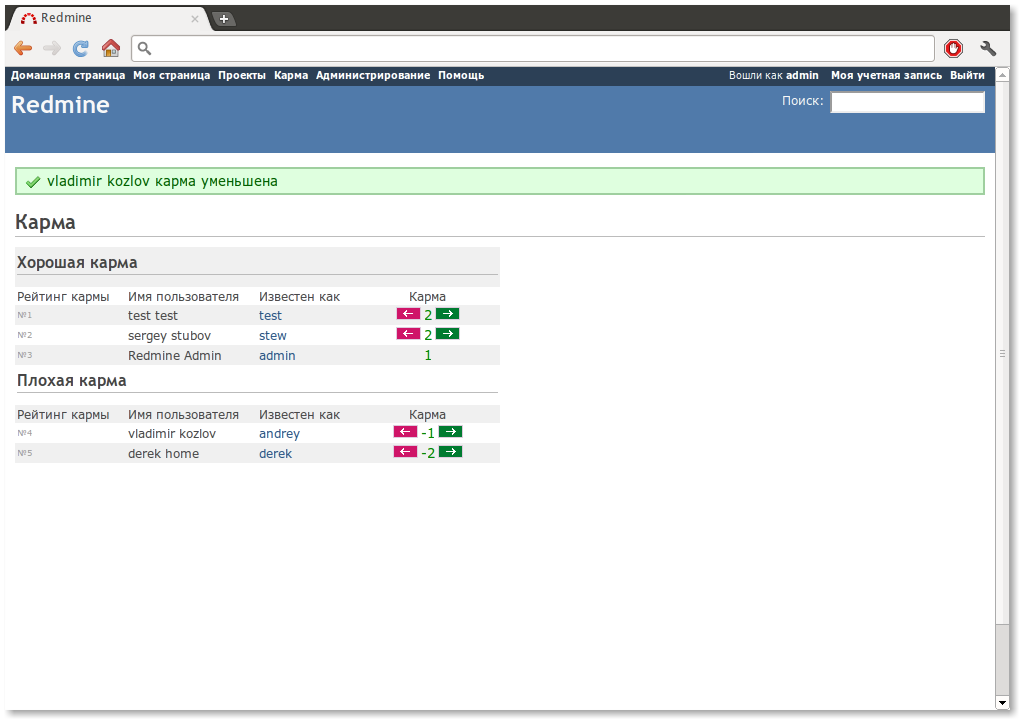 Redmine
Домашняя страница Моя страница Проекты Карма Администрирование Помощь Вошли как admin Моя учетная запись Выйти
Redmine Поиск:
vladimir kozlov карма уменьшена
Карма
Хорошая карма
Рейтинг кармы Имя пользователя Известен как Карма
№1 test test test ← 2 →
№2 sergey stubov stew ← 2 →
№3 Redmine Admin admin 1
Плохая карма
Рейтинг кармы Имя пользователя Известен как Карма
№4 vladimir kozlov andrey ← -1 →
№5 derek home derek ← -2 →